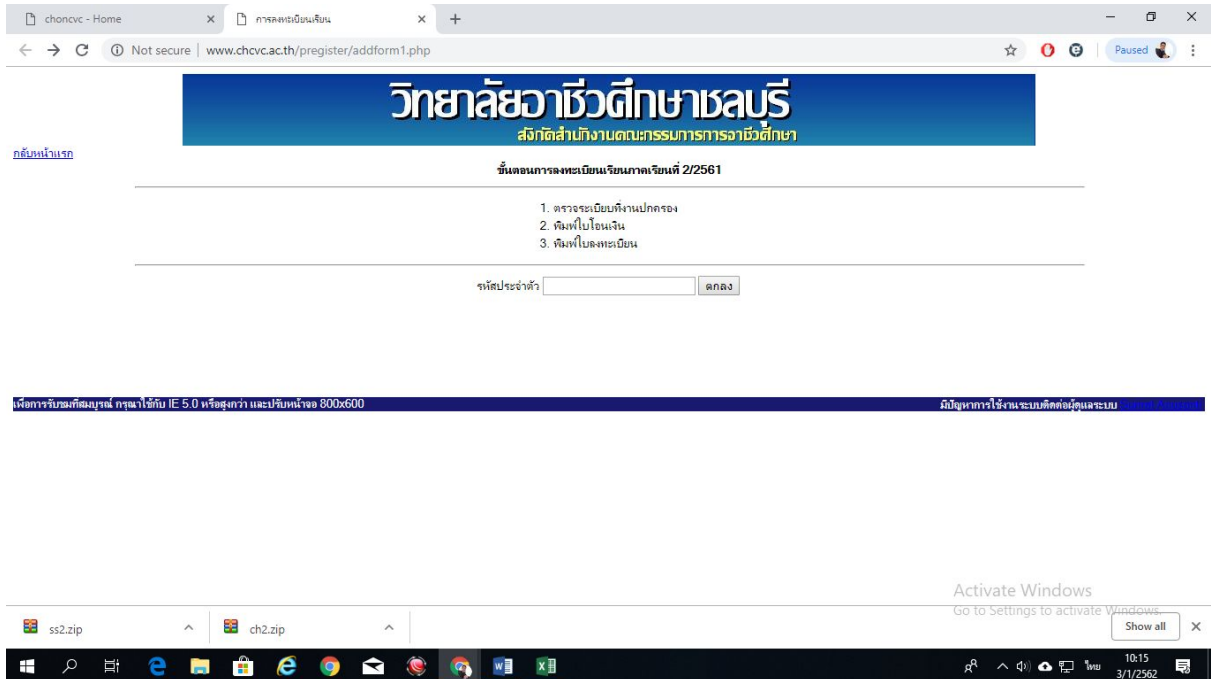 choncvc - Home
การลงทะเบียนเรียน
Not secure | www.chcvc.ac.th/pregister/addform1.php
Paused
วิทยาลัยอาชีวศึกษาชลบุรี
สังกัดสำนักงานคณะกรรมการการอาชีวศึกษา
กลับหน้าแรก
ขั้นตอนการลงทะเบียนเรียนภาคเรียนที่ 2/2561
1. ตรวจระเบียบที่งานปกครอง
2. พิมพ์ใบโอนเงิน
3. พิมพ์ใบลงทะเบียน
รหัสประจำตัว
ตกลง
เพื่อการรับชมที่สมบูรณ์ กรุณาใช้กับ IE 5.0 หรือสูงกว่า และปรับหน้าจอ 800x600
มีปัญหาการใช้งานระบบติดต่อผู้ดูแลระบบ
Activate Windows
Go to Settings to activate Windows.
ss2.zip
ch2.zip
Show all
ไทย
10:15
3/1/2562